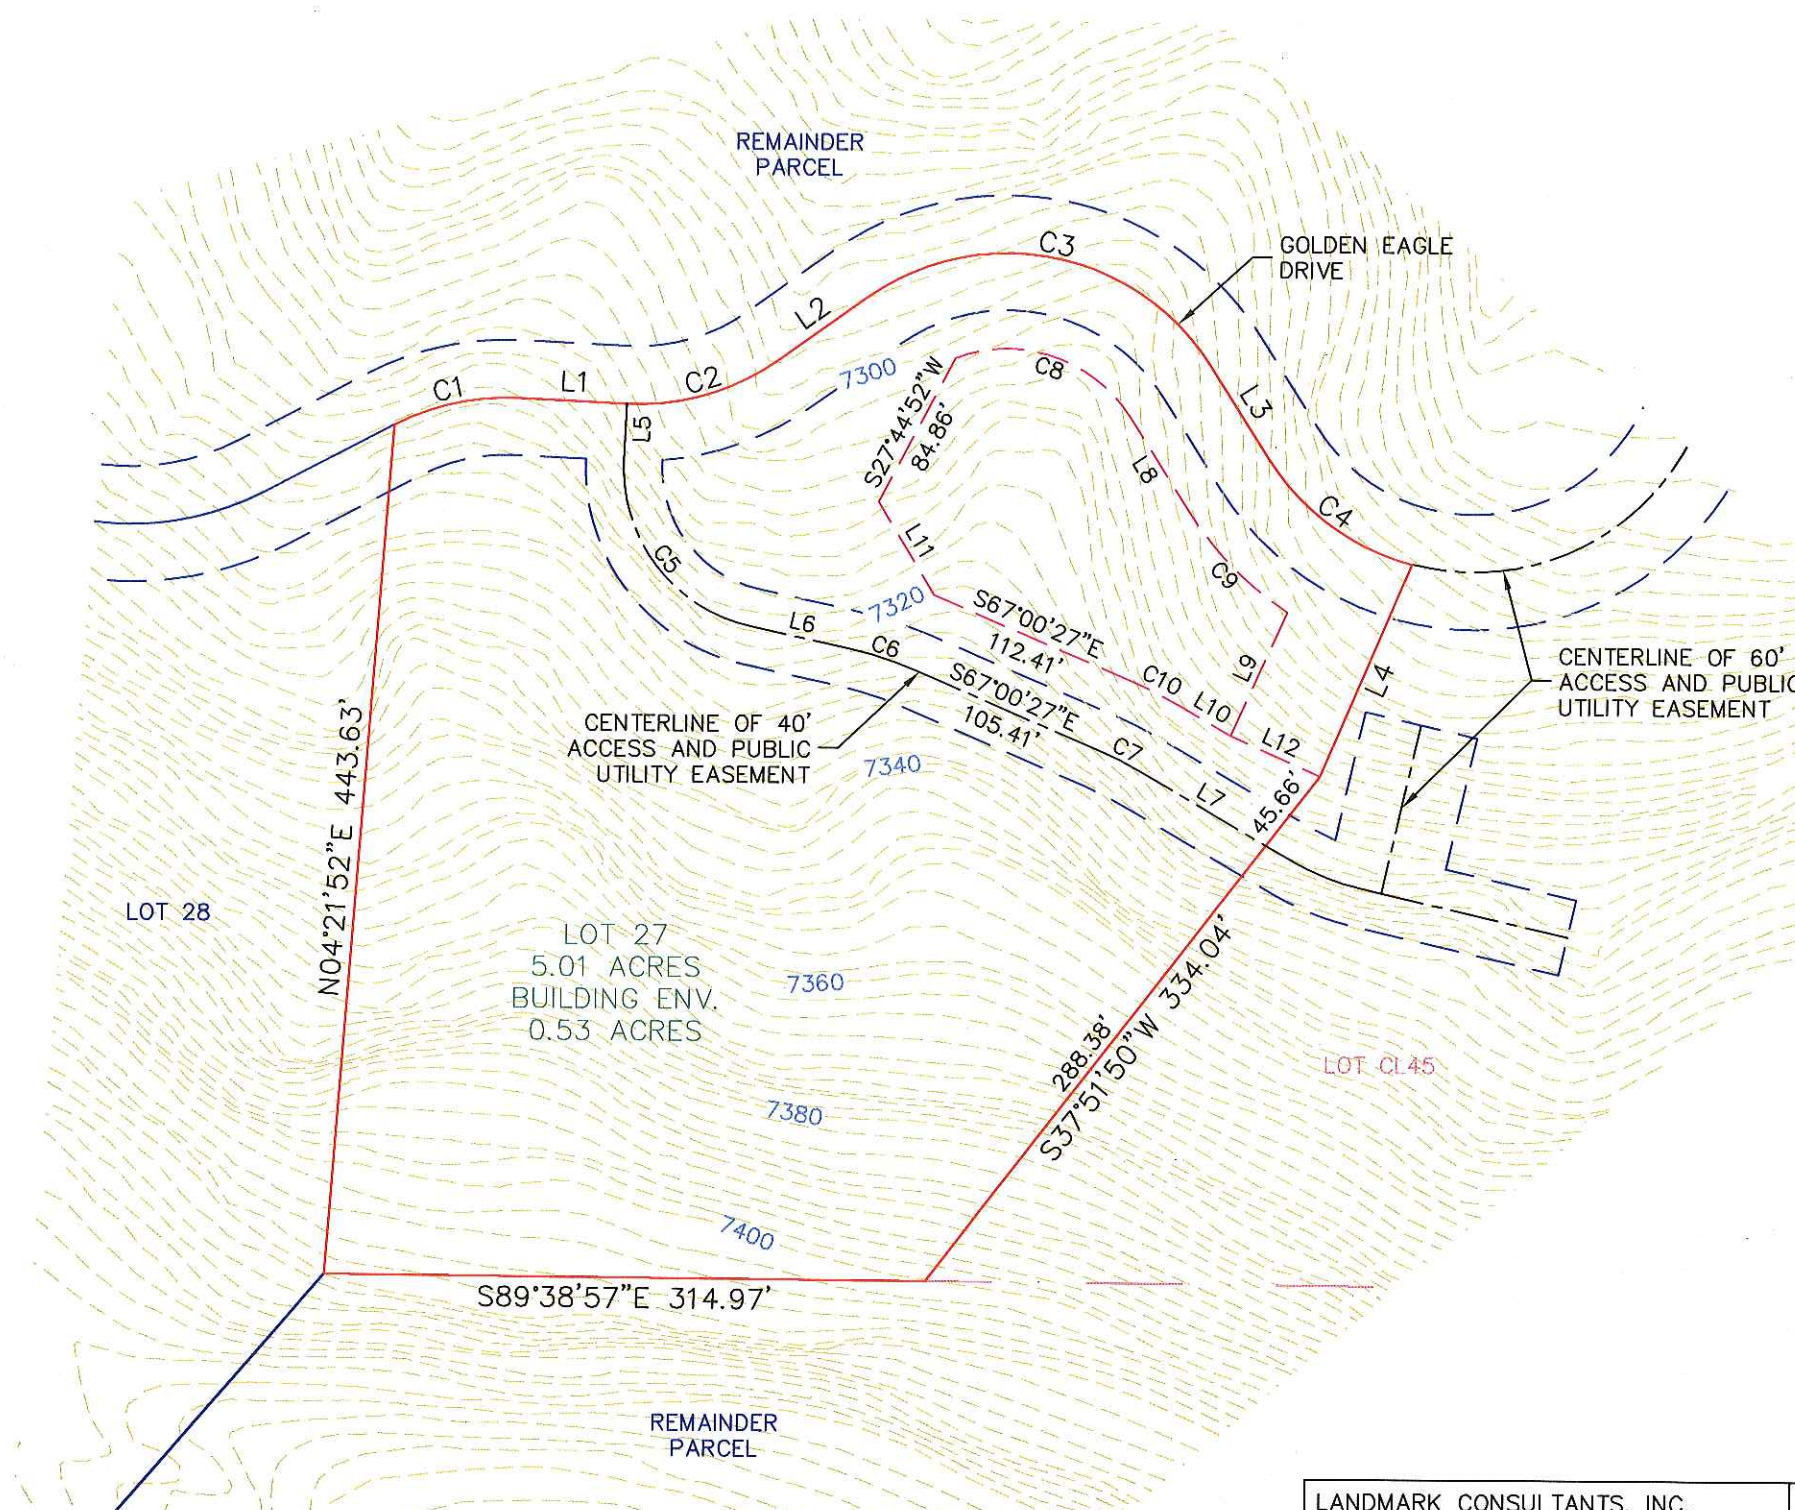 REMAINDER
PARCEL
GOLDEN EAGLE
DRIVE
C3
L2
C1
L1
C2
7300
C8
L5
S27°44'52"W
84.86'
L3
L8
C4
L11
C5
C9
7320
S67°00'27"E
112.41'
L6
C6
C10
L10
L9
L4
L12
S67°00'27"E
105.41'
C7
L7
45.66'
CENTERLINE OF 60'
ACCESS AND PUBLIC
UTILITY EASEMENT
CENTERLINE OF 40'
ACCESS AND PUBLIC
UTILITY EASEMENT
7340
N04°21'52"E 443.63'
LOT 28
LOT 27
5.01 ACRES
BUILDING ENV.
0.53 ACRES
7360
288.38'
S37°51'50"W 334.04'
LOT CL45
7380
7400
S89°38'57"E 314.97'
REMAINDER
PARCEL
LANDMARK CONSULTANTS, INC.